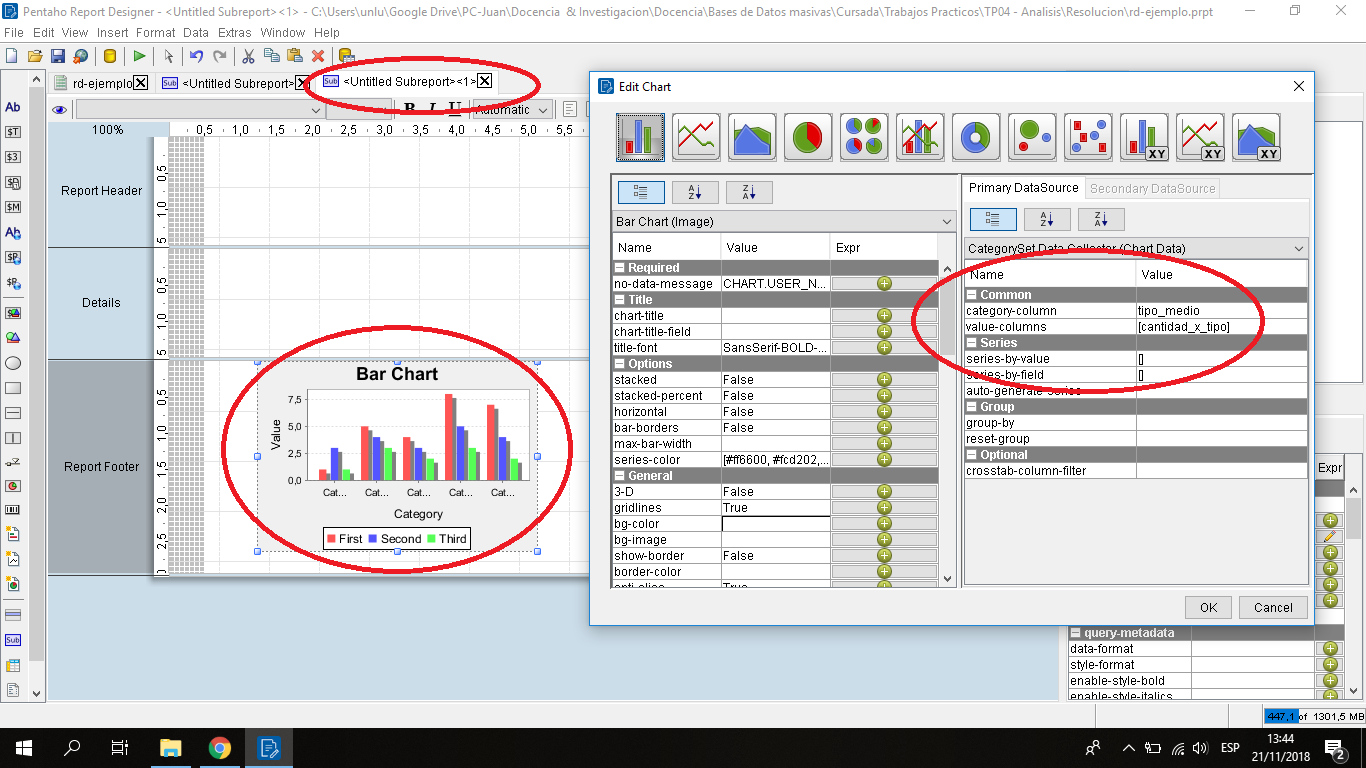 Pentaho Report Designer - <Untitled Subreport><1> - C:\Users\unlu\Google Drive\PC-Juan\Docencia & Investigacion\Docencia\Bases de Datos masivas\Cursada\Trabajos Practicos\TP04 - Analisis\Resolucion\rd-ejemplo.prpt
File Edit View Insert Format Data Extras Window Help
rd-ejemplo <Untitled Subreport> Sub <Untitled Subreport><1>
B I U Automatic
100% 0,5 1,0 1,5 2,0 2,5 3,0 3,5 4,0 4,5 5,0 5,5
Report Header
Details
Report Footer
Bar Chart
7,5
5,0
2,5
0,0
Value
Cat... Cat... Cat... Cat... Cat...
Category
First Second Third
Edit Chart
XY XY XY
Bar Chart (Image)
Name Value Expr
Required
no-data-message CHART.USER_N...
Title
chart-title
chart-title-field
title-font SansSerif-BOLD-...
Options
stacked False
stacked-percent False
horizontal False
bar-borders False
max-bar-width
series-color [#ff6600, #fcd202,...
General
3-D False
gridlines True
bg-color
bg-image
show-border False
border-color
anti-alias True
Primary DataSource Secondary DataSource
CategorySet Data Collector (Chart Data)
Name Value
Common
category-column tipo_medio
value-columns [cantidad_x_tipo]
Series
series-by-value []
series-by-field []
auto-generate-series
Group
group-by
reset-group
Optional
crosstab-column-filter
OK Cancel
Expr
query-metadata
data-format
style-format
enable-style-bold
enable-style-italics
447,1 of 1301,5 MB
ESP
13:44
21/11/2018
2